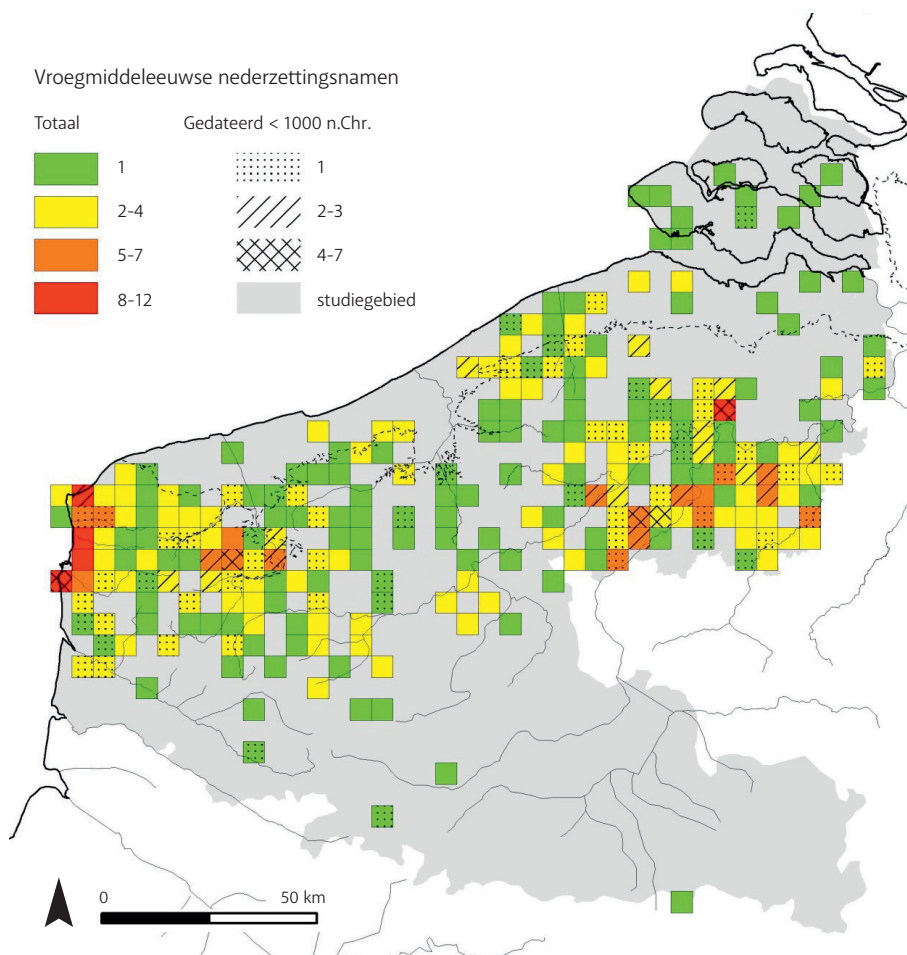 Vroegmiddeleeuwse nederzettingsnamen
Totaal Gedateerd < 1000 n.Chr.
1 1
2-4 2-3
5-7 4-7
8-12 studiegebied
0 50 km